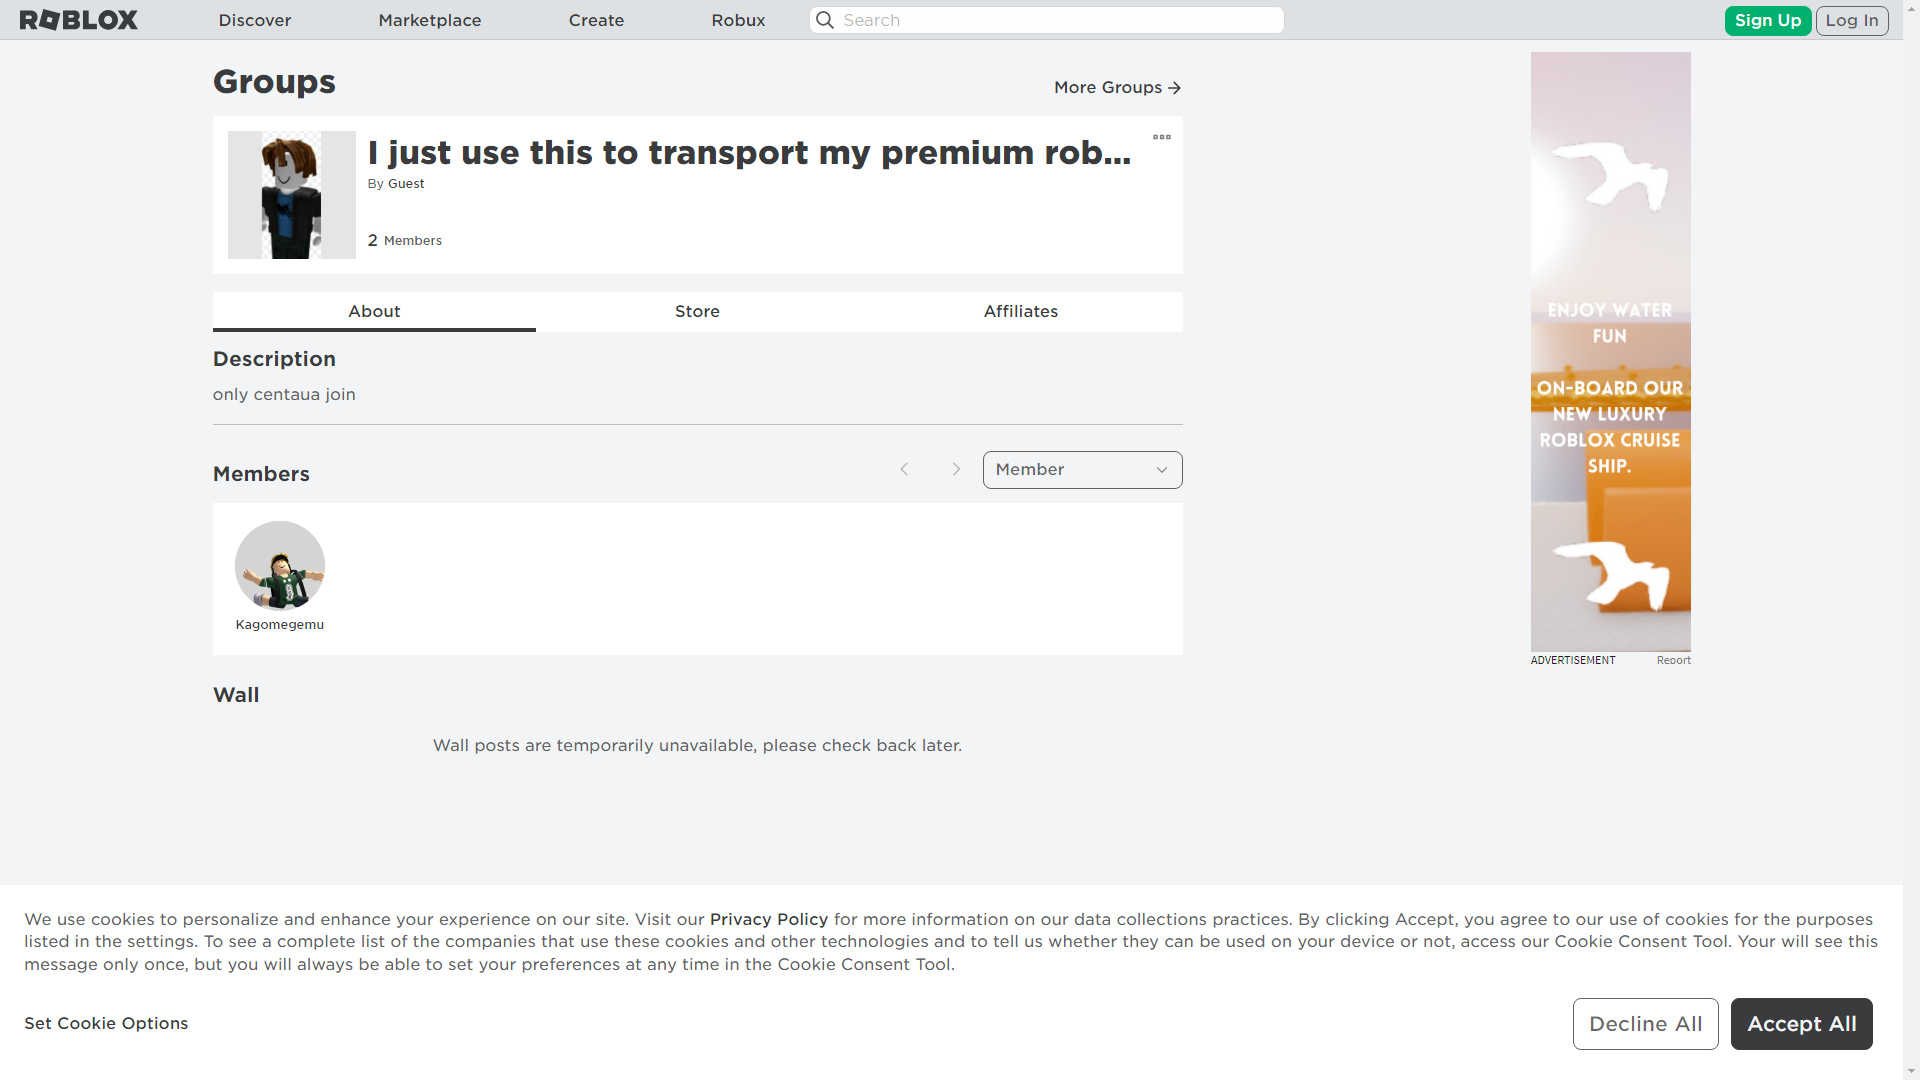 ROBLOX
Discover
Marketplace
Create
Robux
Search
Sign Up
Log In
Groups
More Groups
I just use this to transport my premium rob...
By Guest
2 Members
About
Store
Affiliates
Description
only centaua join
Members
Member
Kagomegemu
Wall
Wall posts are temporarily unavailable, please check back later.
ENJOY WATER
FUN
ON-BOARD OUR
NEW LUXURY
ROBLOX CRUISE
SHIP.
ADVERTISEMENT
Report
We use cookies to personalize and enhance your experience on our site. Visit our Privacy Policy for more information on our data collections practices. By clicking Accept, you agree to our use of cookies for the purposes
listed in the settings. To see a complete list of the companies that use these cookies and other technologies and to tell us whether they can be used on your device or not, access our Cookie Consent Tool. Your will see this
message only once, but you will always be able to set your preferences at any time in the Cookie Consent Tool.
Set Cookie Options
Decline All
Accept All